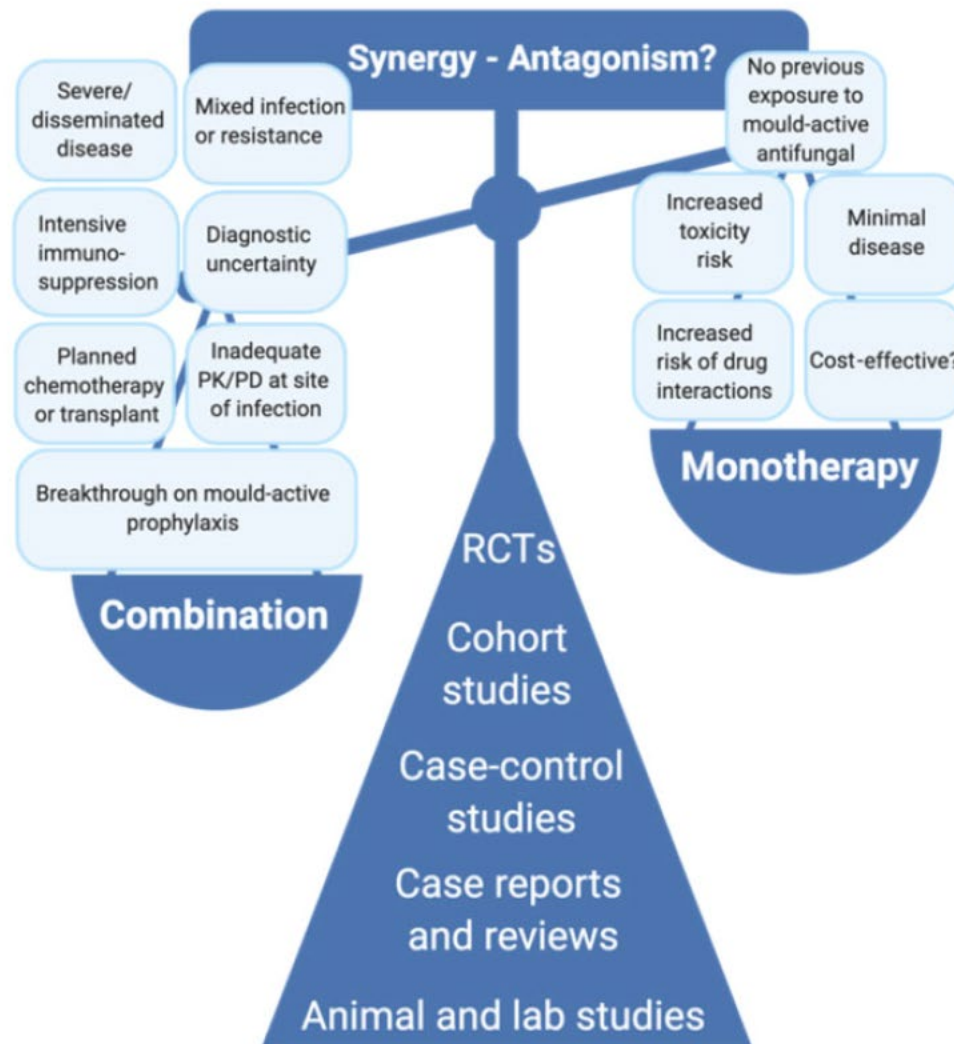 Synergy - Antagonism?
Severe/
disseminated
disease
Mixed infection
or resistance
Intensive
immuno-
suppression
Diagnostic
uncertainty
Planned
chemotherapy
or transplant
Inadequate
PK/PD at site
of infection
Breakthrough on mould-active
prophylaxis
Combination
No previous
exposure to
mould-active
antifungal
Increased
toxicity
risk
Minimal
disease
Increased
risk of drug
interactions
Cost-effective?
Monotherapy
RCTs
Cohort
studies
Case-control
studies
Case reports
and reviews
Animal and lab studies